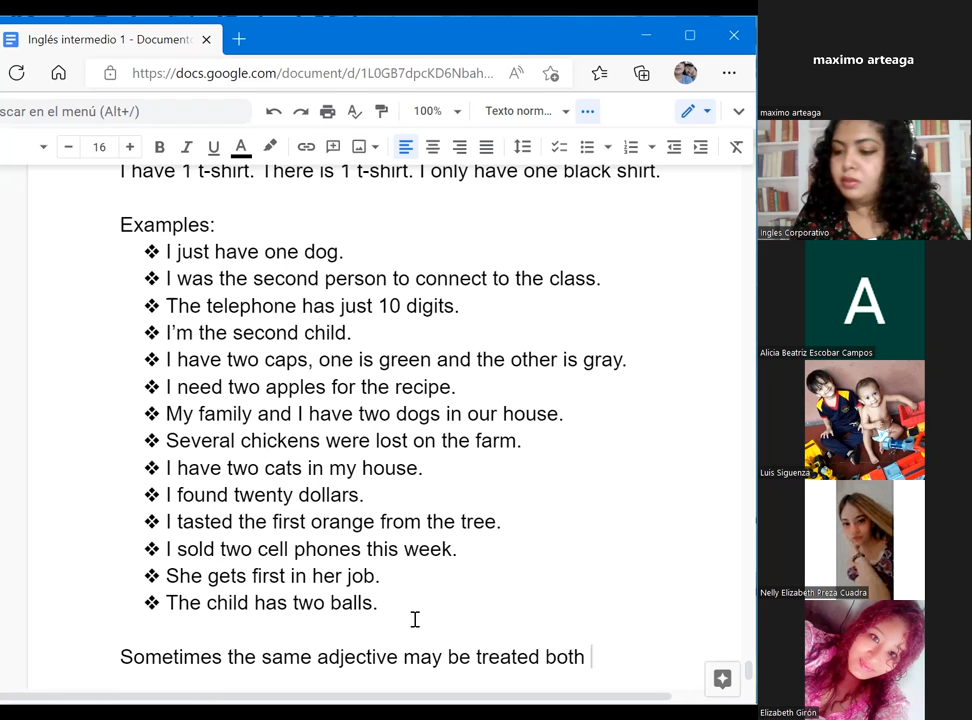 Inglés intermedio 1 - Document
https://docs.google.com/document/d/1L0GB7dpcKD6Nbah...
scar en el menú (Alt+/)
100%
Texto norm...
16
I have 1 t-shirt. There is 1 t-shirt. I only have one black shirt.
Examples:
❖ I just have one dog.
❖ I was the second person to connect to the class.
❖ The telephone has just 10 digits.
❖ I'm the second child.
❖ I have two caps, one is green and the other is gray.
❖ I need two apples for the recipe.
❖ My family and I have two dogs in our house.
❖ Several chickens were lost on the farm.
❖ I have two cats in my house.
❖ I found twenty dollars.
❖ I tasted the first orange from the tree.
❖ I sold two cell phones this week.
❖ She gets first in her job.
❖ The child has two balls.
Sometimes the same adjective may be treated both
maximo arteaga
maximo arteaga
Ingles Corporativo
A
Alicia Beatriz Escobar Campos
Luis Siguenza
Nelly Elizabeth Preza Cuadra
Elizabeth Girón